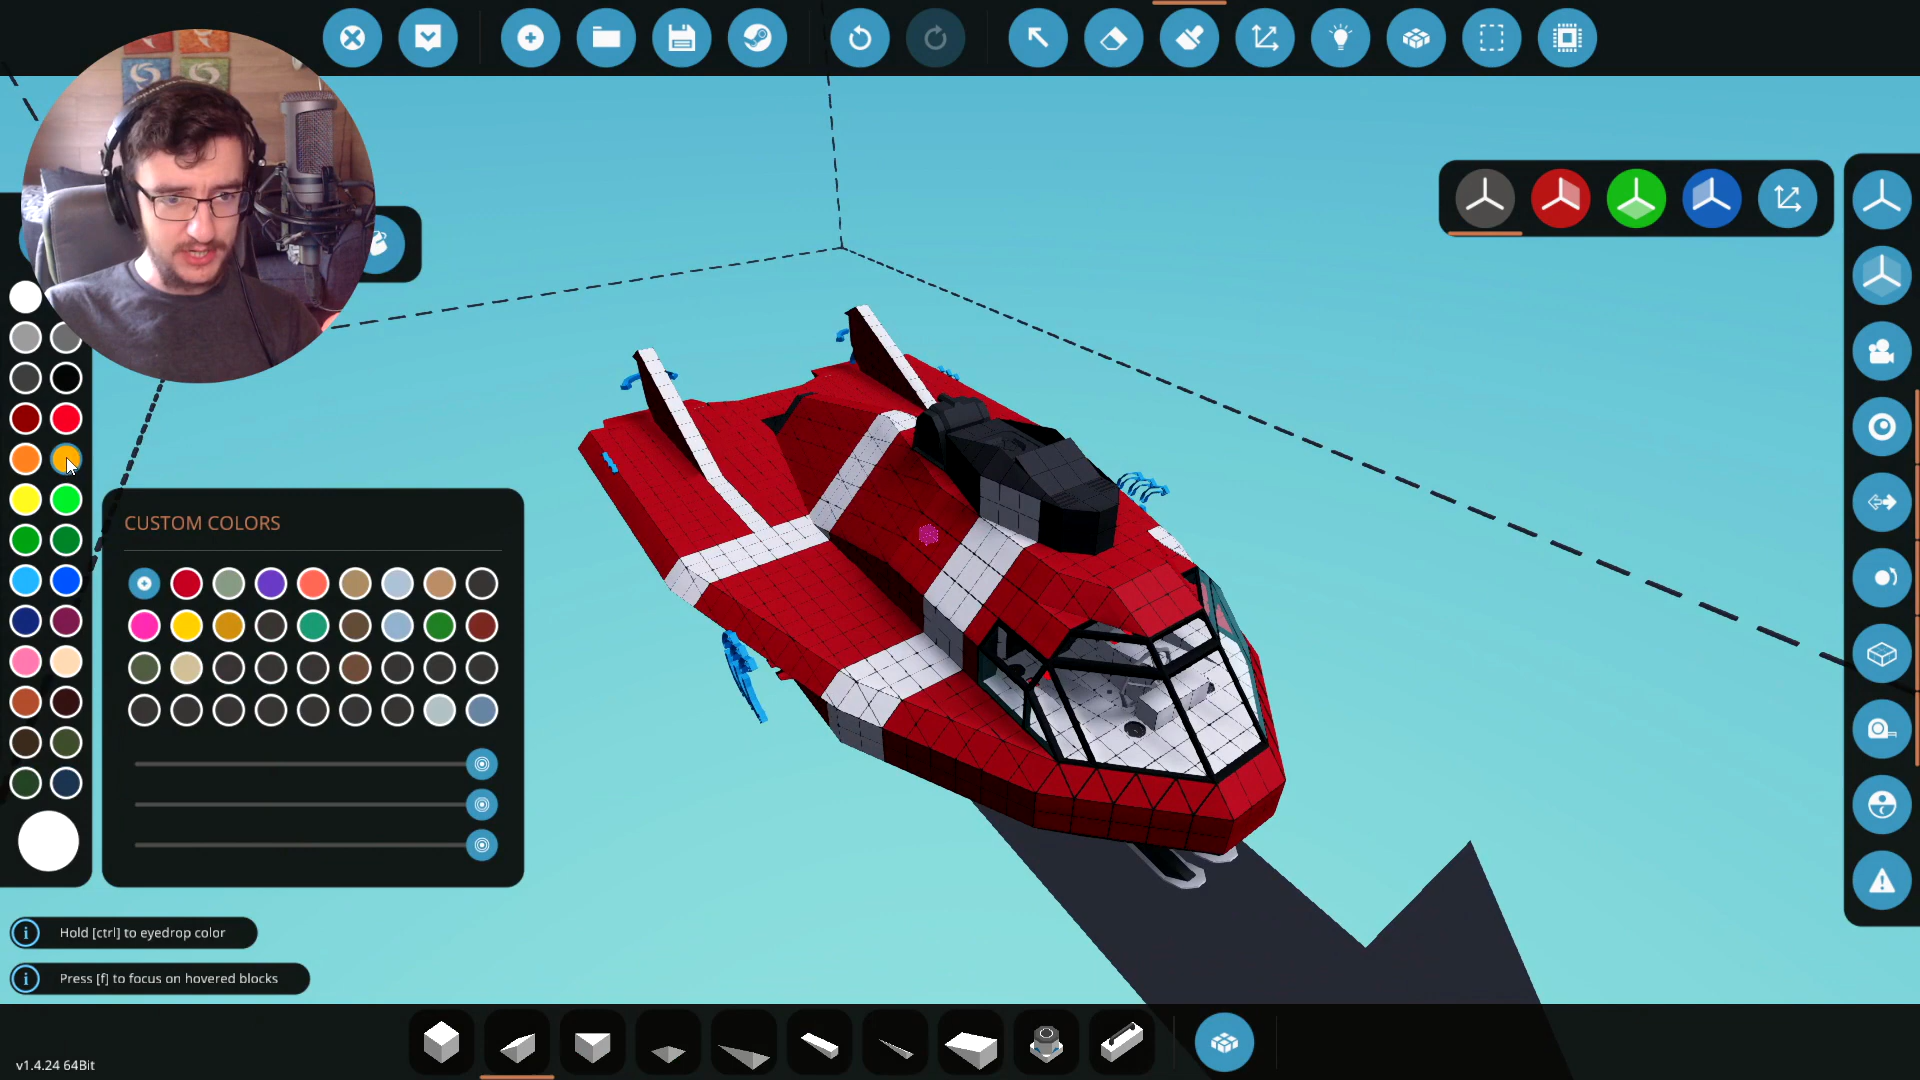 CUSTOM COLORS
Hold [ctrl] to eyedrop color
Press [f] to focus on hovered blocks
v1.4.24 64Bit